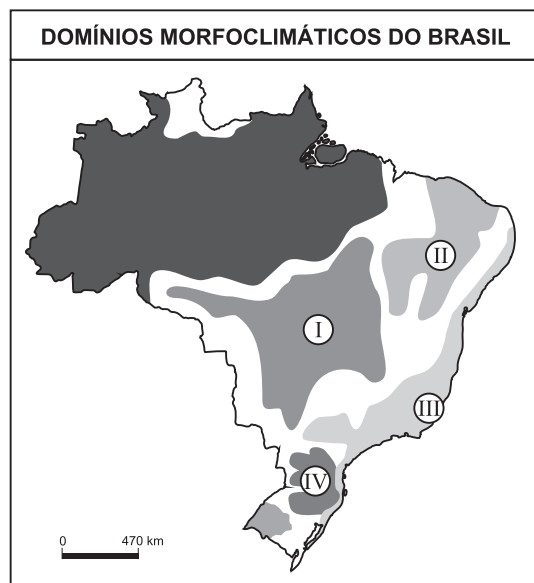 DOMÍNIOS MORFOCLIMÁTICOS DO BRASIL
II
I
III
IV
0 470 km